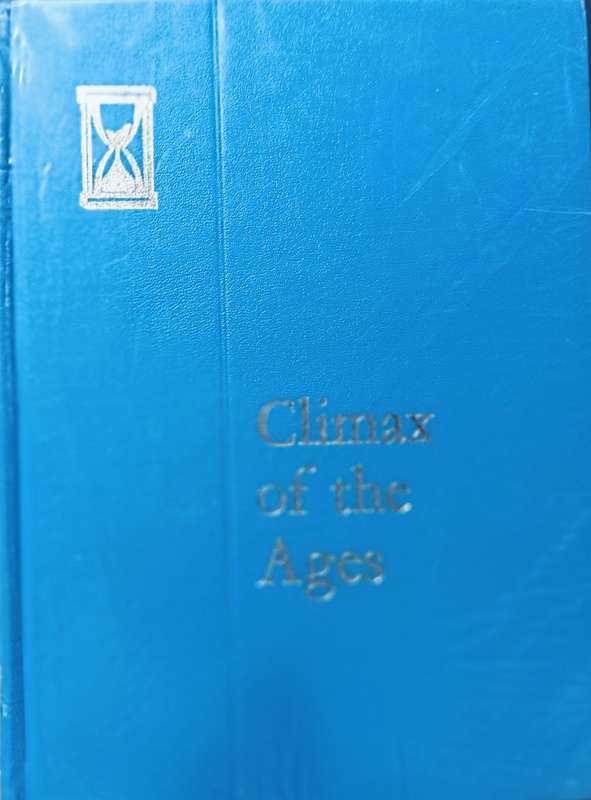 Climax
of the
Ages